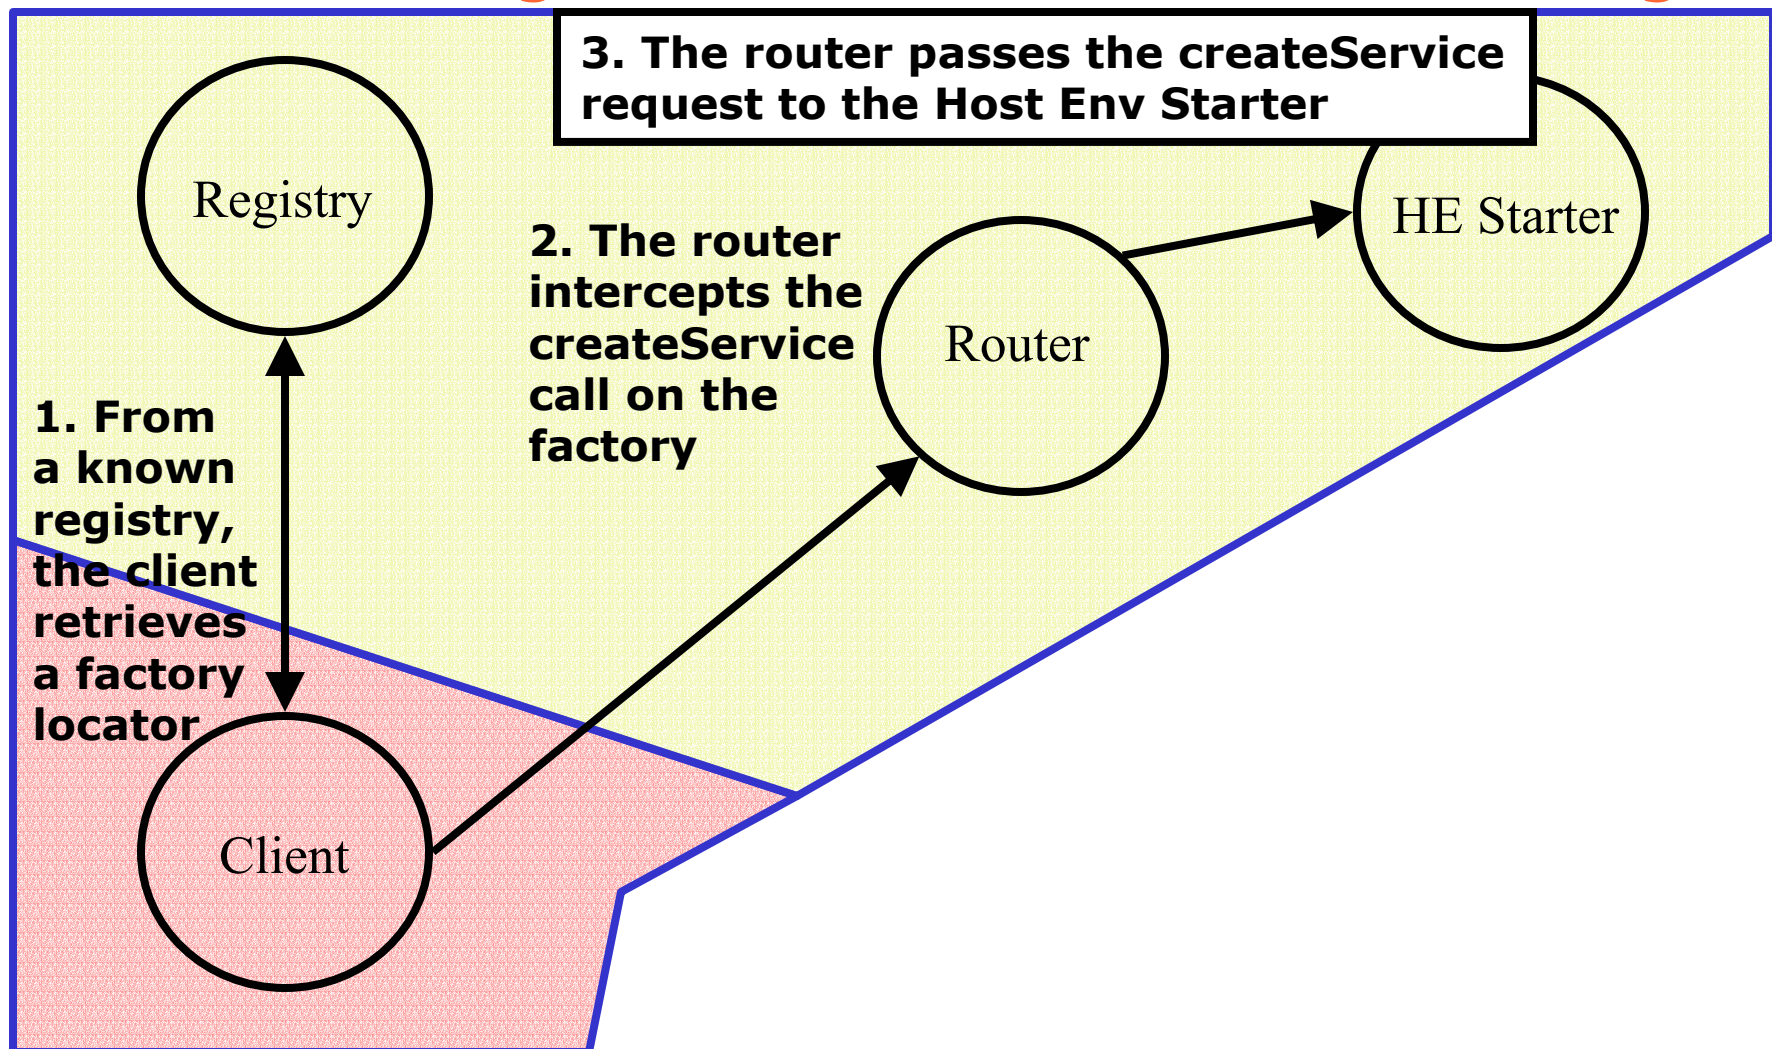 3. The router passes the createService
request to the Host Env Starter
Registry
HE Starter
2. The router
intercepts the
createService
call on the
factory
Router
1. From
a known
registry,
the client
retrieves
a factory
locator
Client